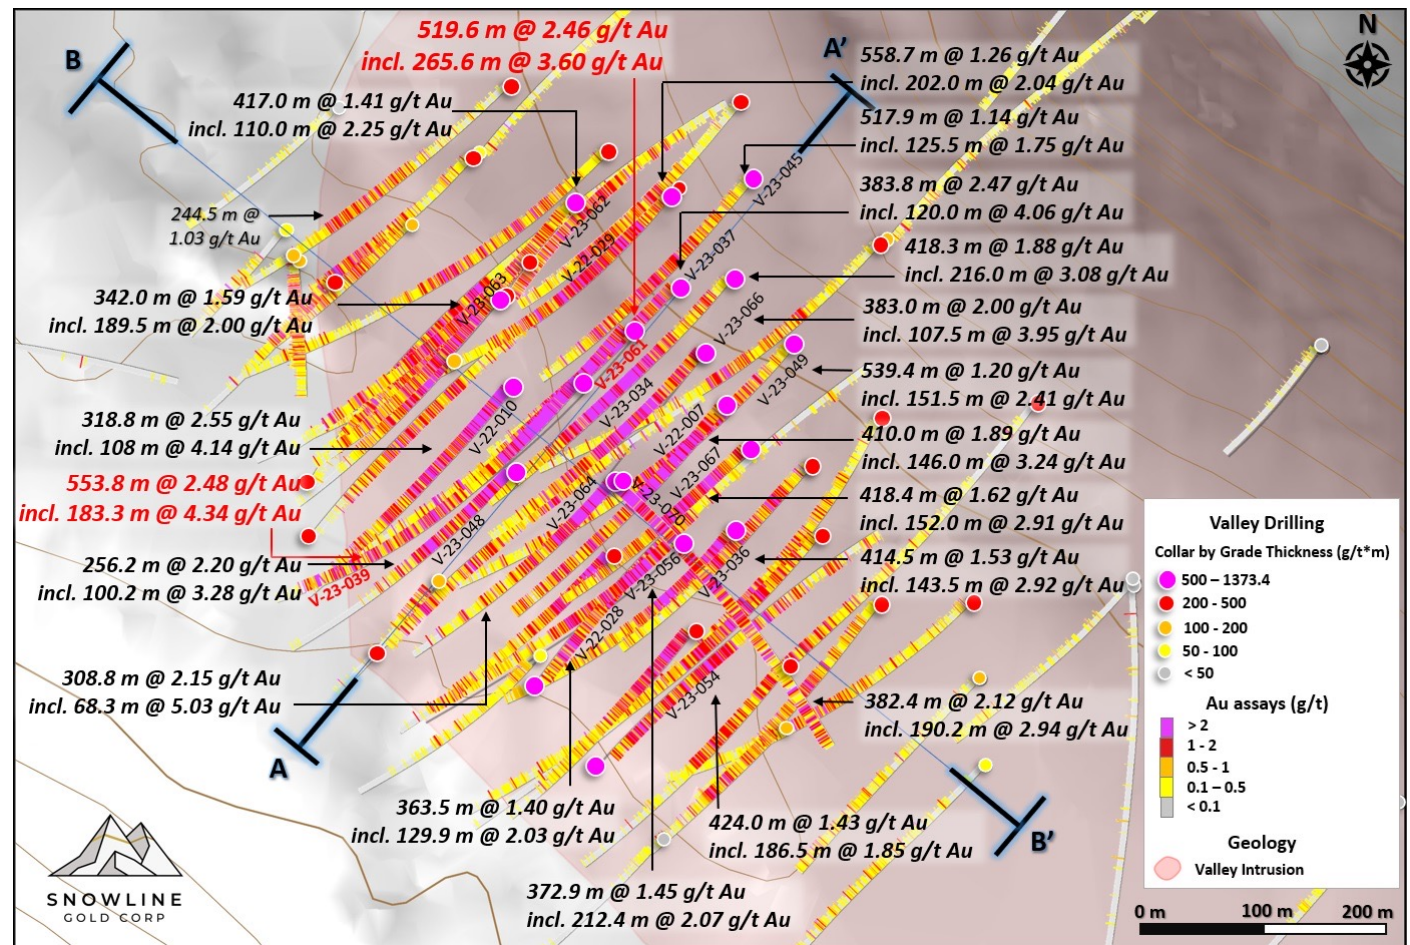 519.6 m @ 2.46 g/t Au
incl. 265.6 m @ 3.60 g/t Au
B
A'
N
417.0 m @ 1.41 g/t Au
incl. 110.0 m @ 2.25 g/t Au
558.7 m @ 1.26 g/t Au
incl. 202.0 m @ 2.04 g/t Au
517.9 m @ 1.14 g/t Au
incl. 125.5 m @ 1.75 g/t Au
383.8 m @ 2.47 g/t Au
incl. 120.0 m @ 4.06 g/t Au
418.3 m @ 1.88 g/t Au
incl. 216.0 m @ 3.08 g/t Au
383.0 m @ 2.00 g/t Au
incl. 107.5 m @ 3.95 g/t Au
539.4 m @ 1.20 g/t Au
incl. 151.5 m @ 2.41 g/t Au
410.0 m @ 1.89 g/t Au
incl. 146.0 m @ 3.24 g/t Au
418.4 m @ 1.62 g/t Au
incl. 152.0 m @ 2.91 g/t Au
414.5 m @ 1.53 g/t Au
incl. 143.5 m @ 2.92 g/t Au
382.4 m @ 2.12 g/t Au
incl. 190.2 m @ 2.94 g/t Au
244.5 m @
1.03 g/t Au
342.0 m @ 1.59 g/t Au
incl. 189.5 m @ 2.00 g/t Au
318.8 m @ 2.55 g/t Au
incl. 108 m @ 4.14 g/t Au
553.8 m @ 2.48 g/t Au
incl. 183.3 m @ 4.34 g/t Au
256.2 m @ 2.20 g/t Au
incl. 100.2 m @ 3.28 g/t Au
308.8 m @ 2.15 g/t Au
incl. 68.3 m @ 5.03 g/t Au
363.5 m @ 1.40 g/t Au
incl. 129.9 m @ 2.03 g/t Au
424.0 m @ 1.43 g/t Au
incl. 186.5 m @ 1.85 g/t Au
372.9 m @ 1.45 g/t Au
incl. 212.4 m @ 2.07 g/t Au
V-23-045
V-23-062
V-22-029
V-23-037
V-23-063
V-23-066
V-23-061
V-23-049
V-23-034
V-22-010
V-22-007
V-23-067
V-23-064
V-23-070
V-23-048
V-23-039
V-23-056
V-23-036
V-22-028
V-23-054
A
B'
Valley Drilling
Collar by Grade Thickness (g/t*m)
500 – 1373.4
200 - 500
100 - 200
50 - 100
< 50
Au assays (g/t)
> 2
1 - 2
0.5 - 1
0.1 – 0.5
< 0.1
Geology
Valley Intrusion
0 m
100 m
200 m
SNOWLINE
GOLD CORP